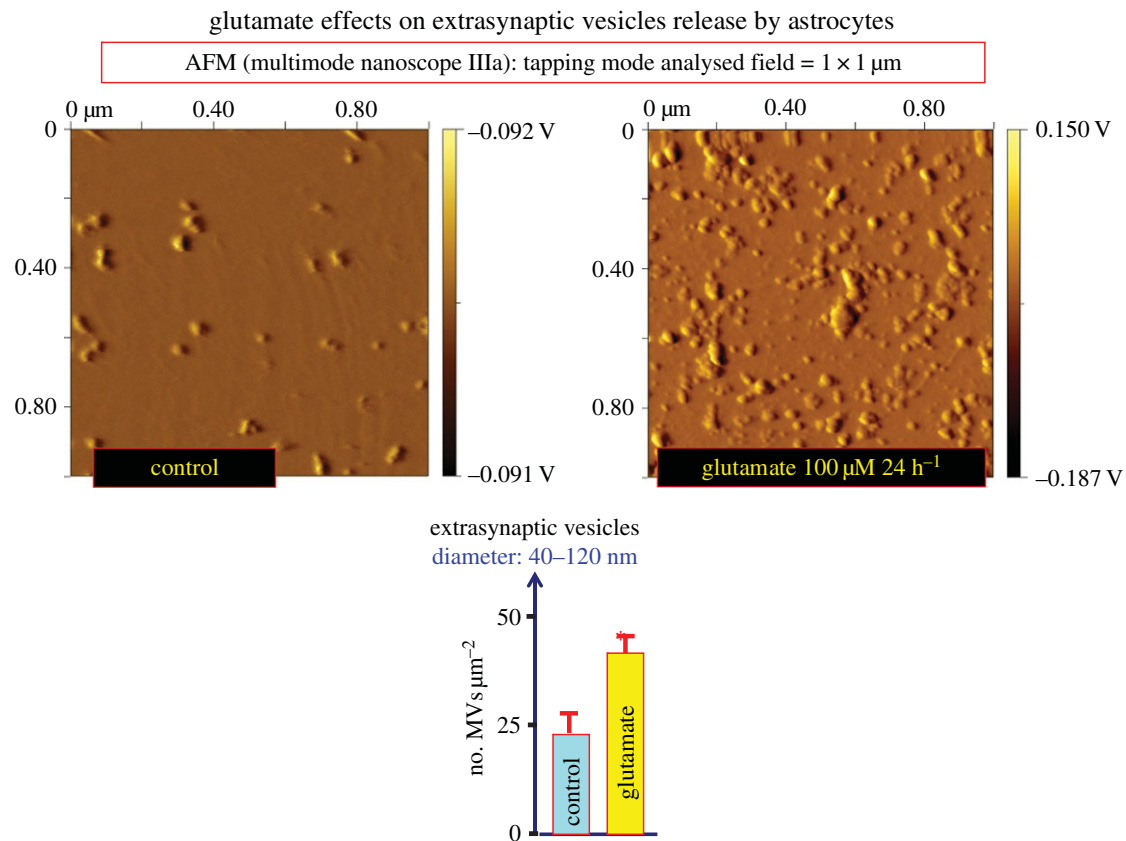 glutamate effects on extrasynaptic vesicles release by astrocytes
AFM (multimode nanoscope IIIa): tapping mode analysed field = 1 × 1 µm
0 µm 0.40 0.80
0
0.40
0.80
–0.092 V
–0.091 V
control
0 µm 0.40 0.80
0
0.40
0.80
0.150 V
–0.187 V
glutamate 100 µM 24 h⁻¹
extrasynaptic vesicles
diameter: 40–120 nm
no. MVs µm⁻²
50
25
0
control
glutamate
*